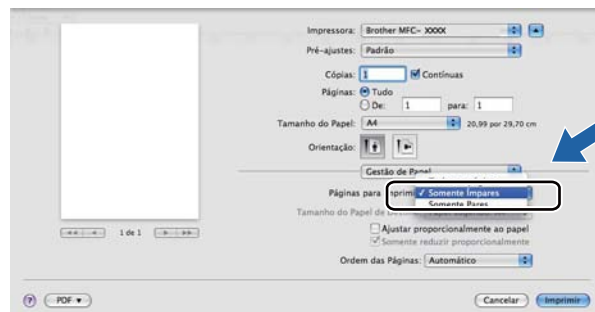 Impressora: Brother MFC- XXXX
Pré-ajustes: Padrão
Cópias: 1 Contínuas
Páginas: Tudo
De: 1 para: 1
Tamanho do Papel: A4 20,99 por 29,70 cm
Orientação:
Gestão de Papel
Páginas para Imprimi ✓ Somente Ímpares
Somente Pares
Tamanho do Papel de
1 de 1
Ajustar proporcionalmente ao papel
Somente reduzir proporcionalmente
Ordem das Páginas: Automático
? PDF ▼ Cancelar Imprimir